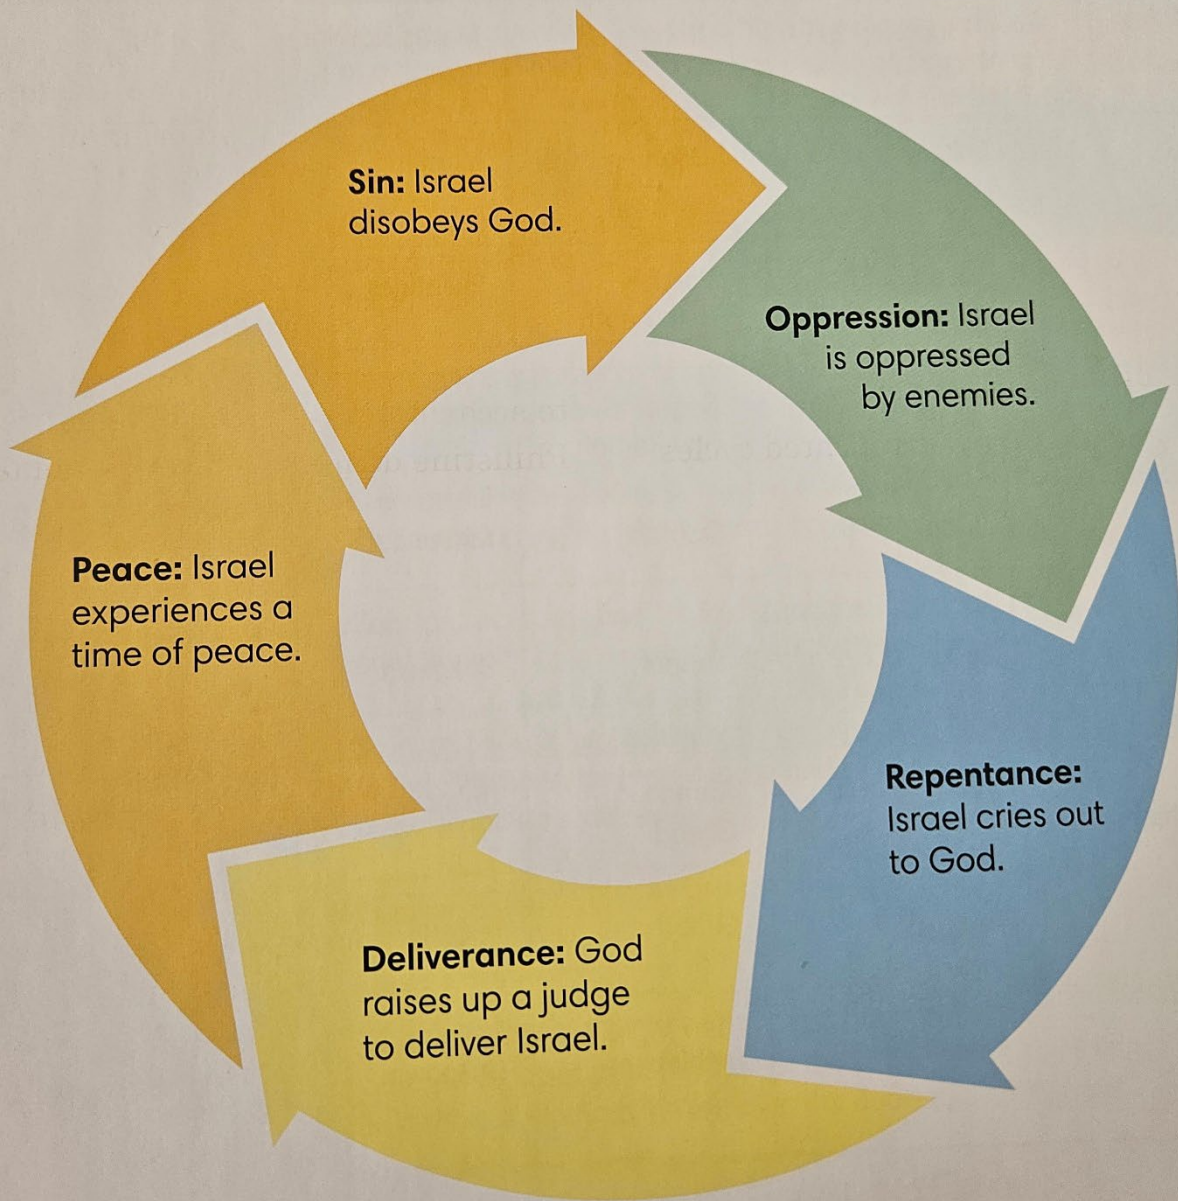 Sin: Israel
disobeys God.
Oppression: Israel
is oppressed
by enemies.
Repentance:
Israel cries out
to God.
Deliverance: God
raises up a judge
to deliver Israel.
Peace: Israel
experiences a
time of peace.